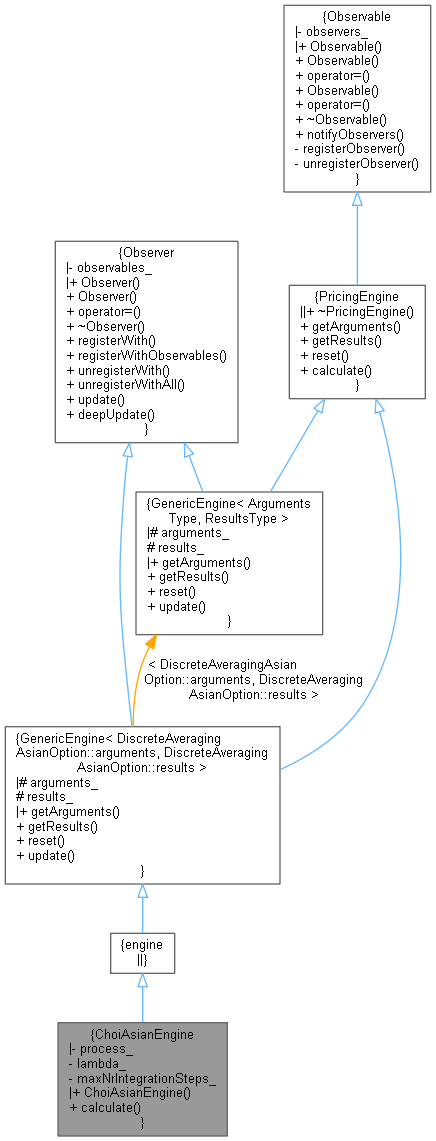 {Observable
|- observers_
|+ Observable()
+ Observable()
+ operator=()
+ Observable()
+ operator=()
+ ~Observable()
+ notifyObservers()
- registerObserver()
- unregisterObserver()
}
{Observer
|- observables_
|+ Observer()
+ Observer()
+ operator=()
+ ~Observer()
+ registerWith()
+ registerWithObservables()
+ unregisterWith()
+ unregisterWithAll()
+ update()
+ deepUpdate()
}
{PricingEngine
||+ ~PricingEngine()
+ getArguments()
+ getResults()
+ reset()
+ calculate()
}
{GenericEngine< Arguments
Type, ResultsType >
|# arguments_
# results_
|+ getArguments()
+ getResults()
+ reset()
+ update()
}
< DiscreteAveragingAsian
Option::arguments, DiscreteAveraging
AsianOption::results >
{GenericEngine< DiscreteAveraging
AsianOption::arguments, DiscreteAveraging
AsianOption::results >
|# arguments_
# results_
|+ getArguments()
+ getResults()
+ reset()
+ update()
}
{engine
||}
{ChoiAsianEngine
|- process_
- lambda_
- maxNrIntegrationSteps_
|+ ChoiAsianEngine()
+ calculate()
}